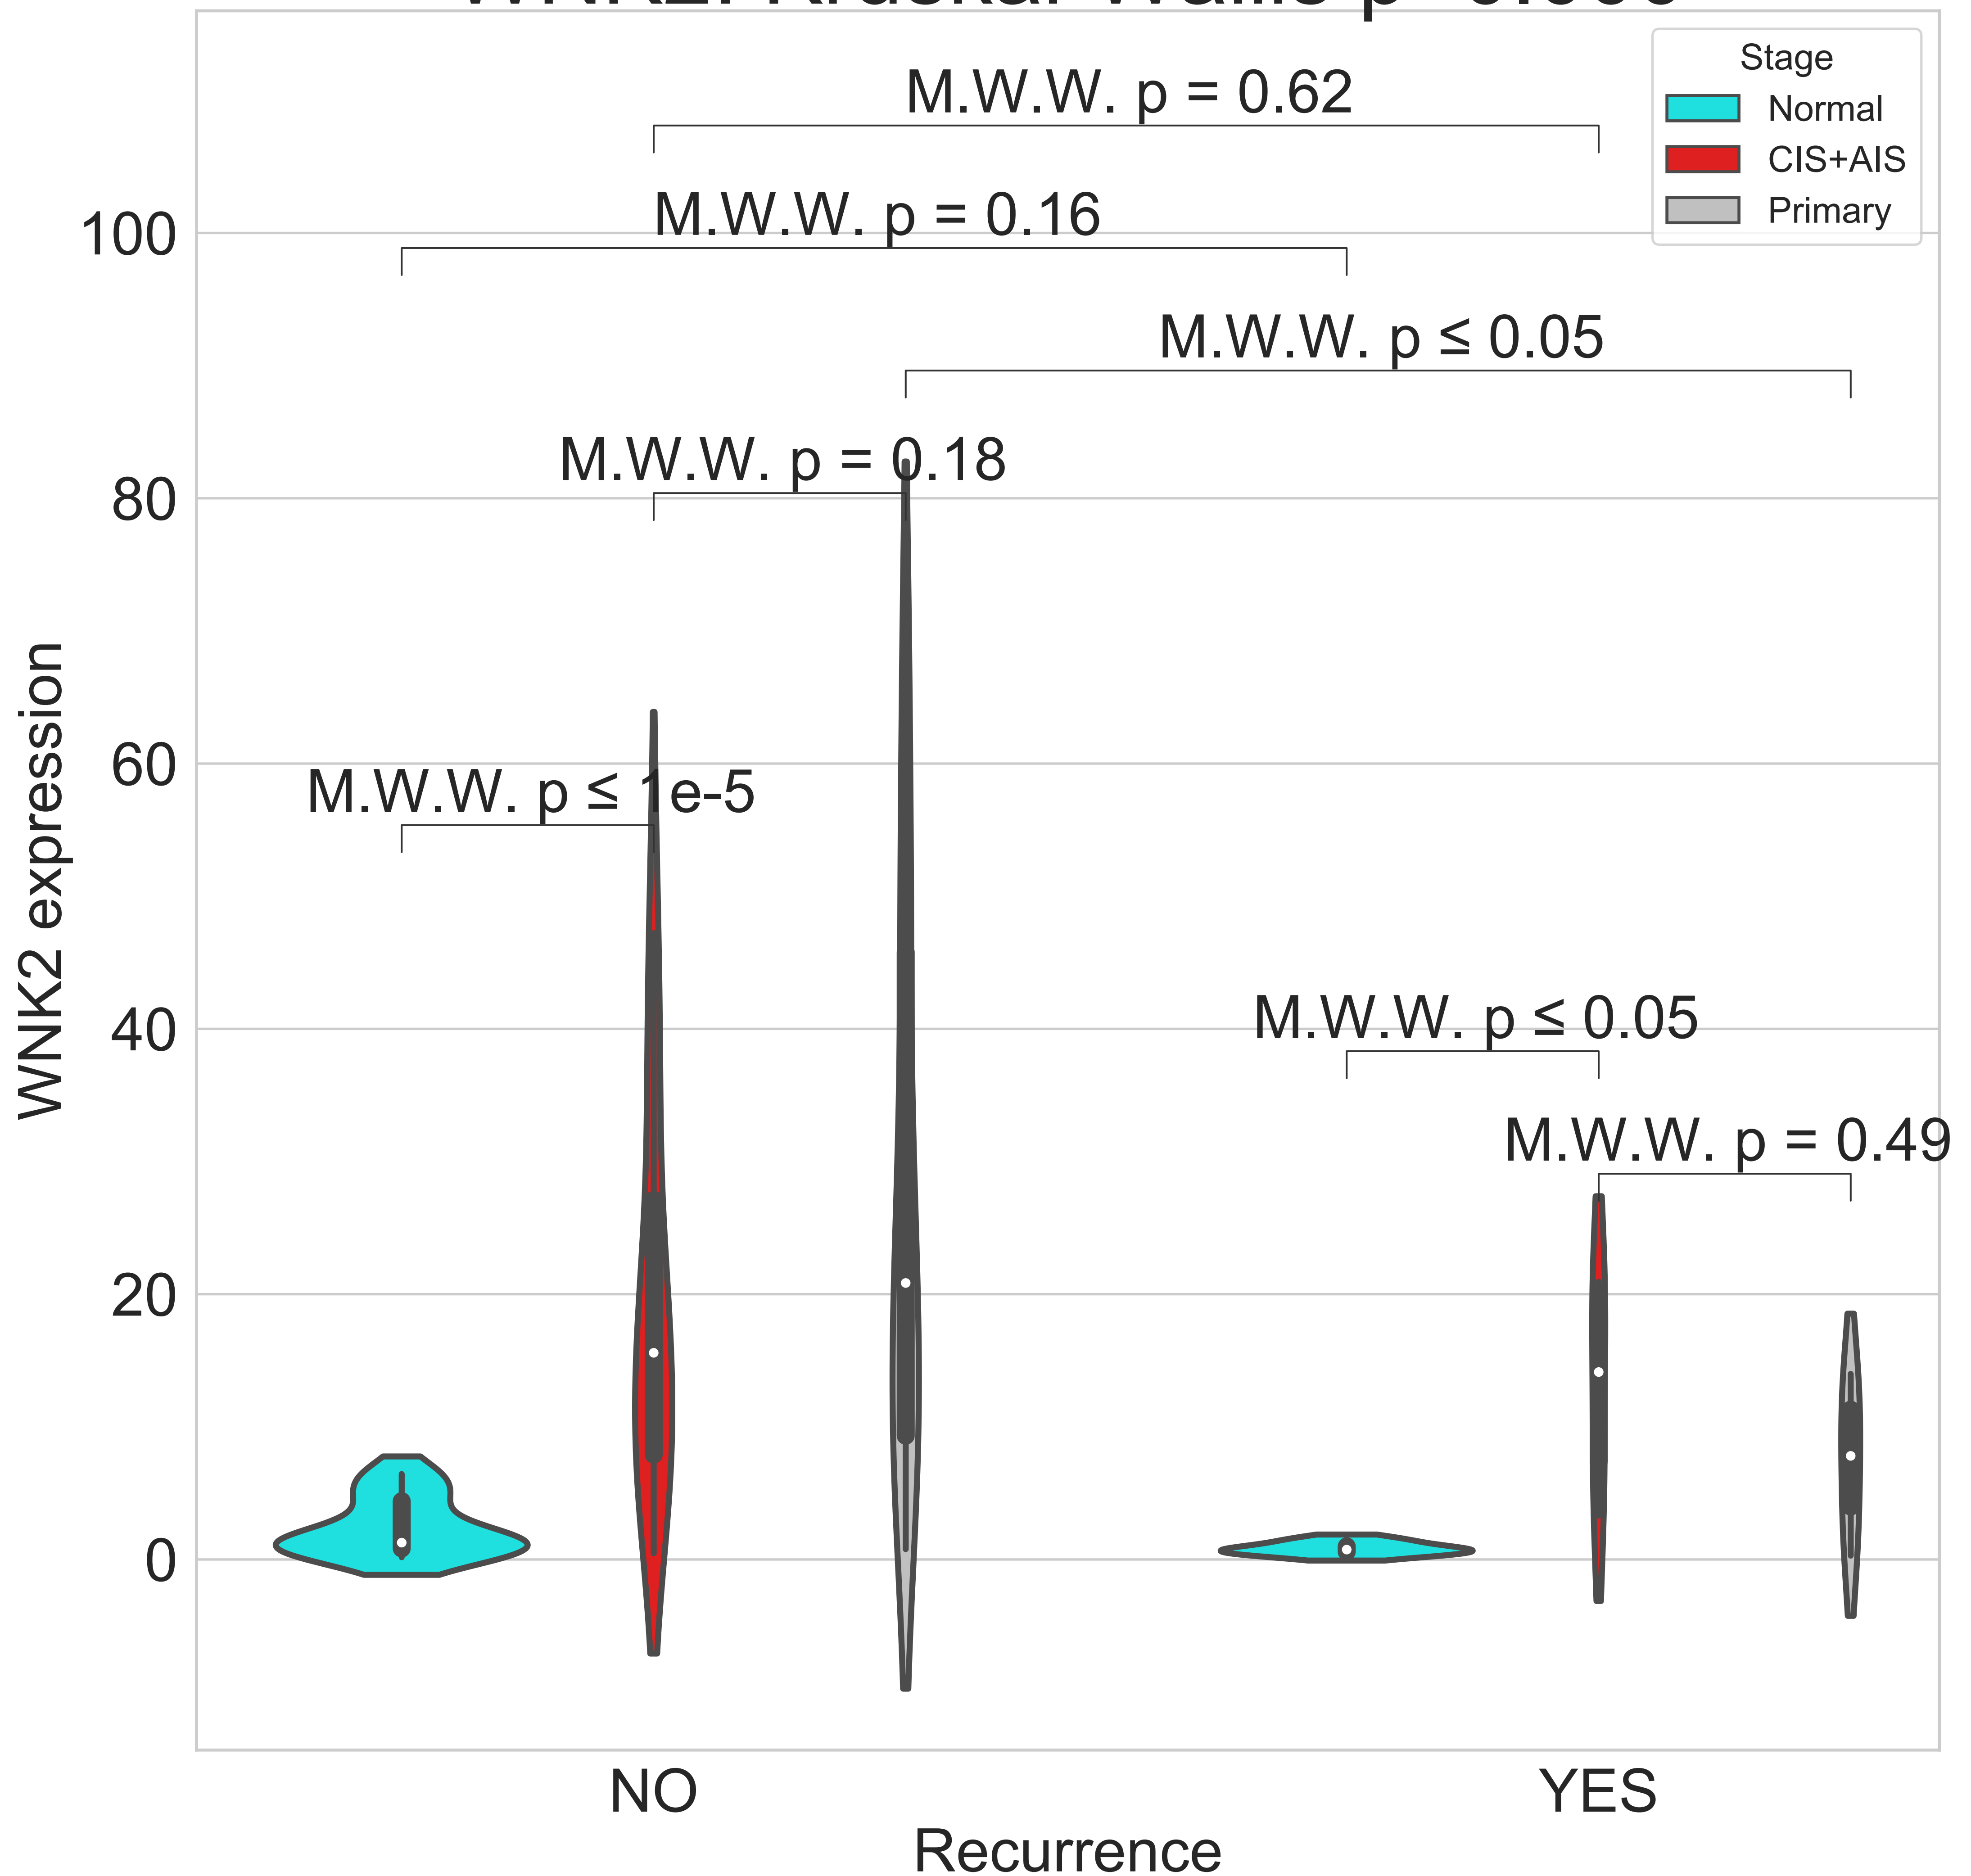 Stage
Normal
CIS+AIS
Primary
M.W.W. p = 0.62
M.W.W. p = 0.16
M.W.W. p ≤ 0.05
M.W.W. p = 0.18
M.W.W. p ≤ 1e-5
M.W.W. p ≤ 0.05
M.W.W. p = 0.49
100
80
60
40
20
0
WNK2 expression
NO
YES
Recurrence